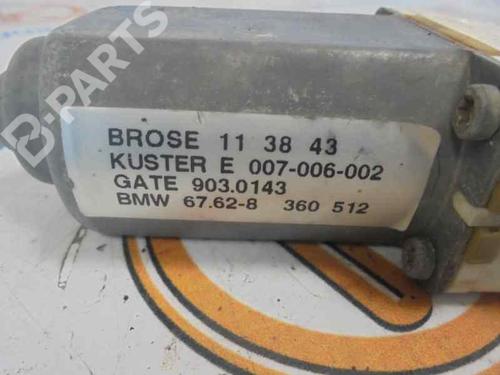 B-PARTS
BROSE 11 38 43
KUSTER E 007-006-002
GATE 903.0143
BMW 67.62-8 360 512